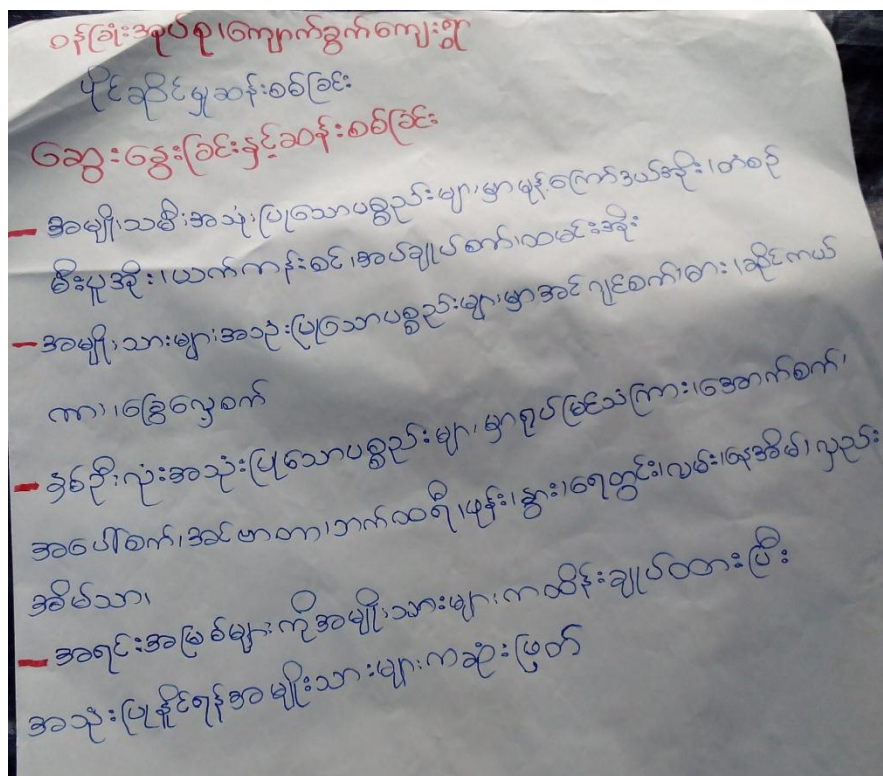 ဝန်ခြုံးအုပ်စု၊ကျောက်ခွက်ကျေးရွာ
ပိုင်ဆိုင်မှုဆန်းစစ်ခြင်း
ဆွေးနွေးခြင်းနှင့်ဆန်းစစ်ခြင်း
- အမျိုးသမီးအသုံးပြုသောပစ္စည်းများမှာမုန့်ကြော်ဒယ်အိုး၊တံစဉ်
မီးပူအိုး၊ယက်ကန်းစင်၊အပ်ချုပ်စက်၊ထမင်းအိုး
- အမျိုးသားများအသုံးပြုသောပစ္စည်းများမှာအင်ဂျင်စက်၊ဓား၊ဆိုင်ကယ်
ကား၊ခြွေလှေ့စက်
- နှစ်ဦးလုံးအသုံးပြုသောပစ္စည်းများမှာရုပ်မြင်သံကြား၊အောက်စက်၊
အပေါ်စက်၊အင်ဗာတာ၊ဘက်ထရီ၊ဖုန်း၊နွား၊ရေတွင်း၊လမ်း၊နေအိမ်၊လှည်း
အိမ်သာ၊
- အရင်းအမြစ်များကိုအမျိုးသားများကထိန်းချုပ်ထားပြီး
အသုံးပြုနိူင်ရန်အမျိုးသားများကဆုံးဖြတ်